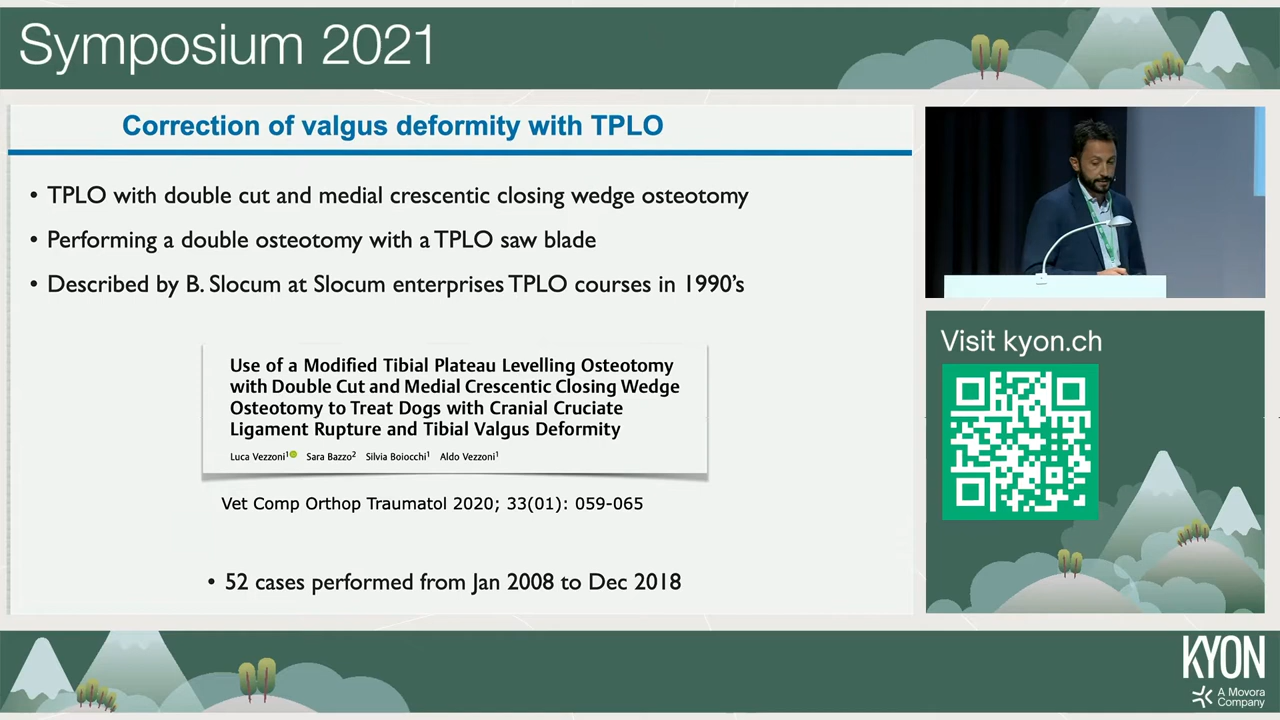 Symposium 2021
Correction of valgus deformity with TPLO
• TPLO with double cut and medial crescentic closing wedge osteotomy
• Performing a double osteotomy with a TPLO saw blade
• Described by B. Slocum at Slocum enterprises TPLO courses in 1990's
Use of a Modified Tibial Plateau Levelling Osteotomy
with Double Cut and Medial Crescentic Closing Wedge
Osteotomy to Treat Dogs with Cranial Cruciate
Ligament Rupture and Tibial Valgus Deformity
Luca Vezzoni1 Sara Bazzo2 Silvia Boiocchi1 Aldo Vezzoni1
Vet Comp Orthop Traumatol 2020; 33(01): 059-065
• 52 cases performed from Jan 2008 to Dec 2018
Visit kyon.ch
KYON
A Movora
Company